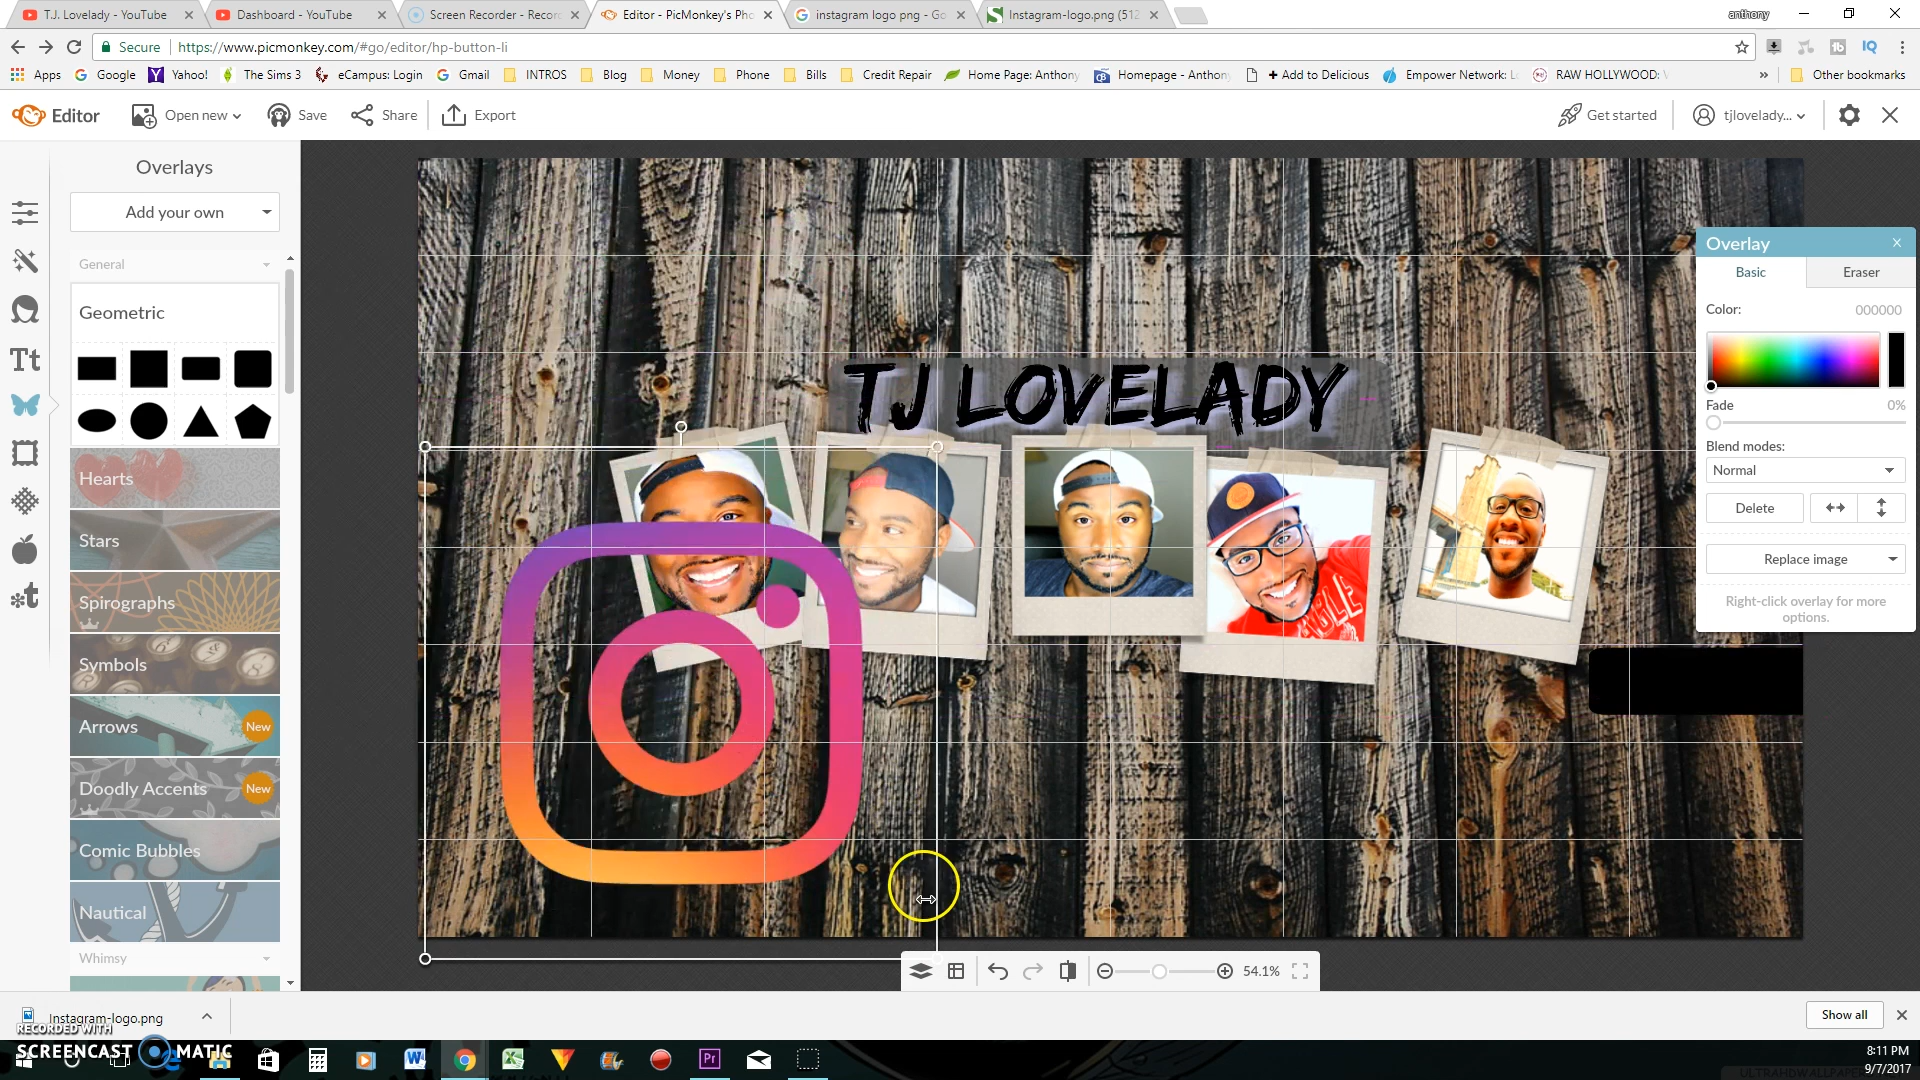 T.J. Lovelady - YouTube
Dashboard - YouTube
Screen Recorder - Record
Editor - PicMonkey's Pho
instagram logo png - Go
Instagram-logo.png (512
anthony
Secure
https://www.picmonkey.com/#go/editor/hp-button-li
IQ
Apps
Google
Yahoo!
The Sims 3
eCampus: Login
Gmail
INTROS
Blog
Money
Phone
Bills
Credit Repair
Home Page: Anthony
Homepage - Anthony
+ Add to Delicious
Empower Network: L
RAW HOLLYWOOD:
»
Other bookmarks
Editor
Open new
Save
Share
Export
Get started
tjlovelady...
Overlays
Add your own
General
Geometric
Hearts
Stars
Spirographs
Symbols
Arrows
New
Doodly Accents
New
Comic Bubbles
Nautical
Whimsy
Tt
TJ LOVELADY
Overlay
Basic
Eraser
Color:
000000
Fade
0%
Blend modes:
Normal
Delete
Replace image
Right-click overlay for more
options.
54.1%
Instagram-logo.png
Show all
RECORDED WITH
SCREENCAST MATIC
Pr
8:11 PM
9/7/2017